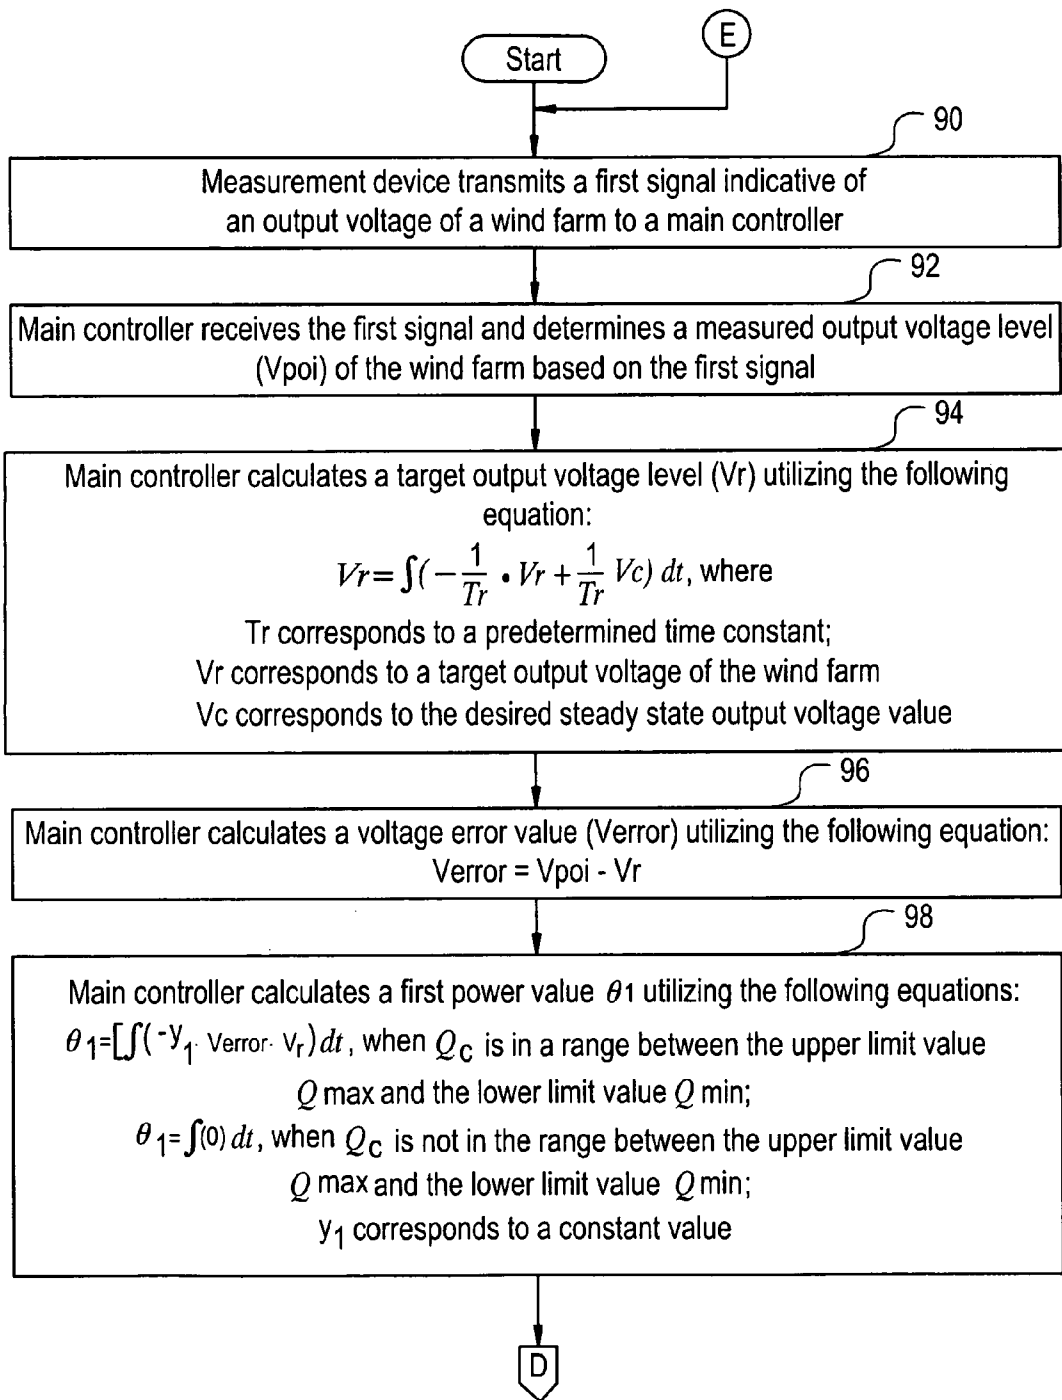 E
Start
90
Measurement device transmits a first signal indicative of
an output voltage of a wind farm to a main controller
92
Main controller receives the first signal and determines a measured output voltage level
(Vpoi) of the wind farm based on the first signal
94
Main controller calculates a target output voltage level (Vr) utilizing the following
equation:
Vr = ∫(- 1/Tr • Vr + 1/Tr Vc) dt, where
Tr corresponds to a predetermined time constant;
Vr corresponds to a target output voltage of the wind farm
Vc corresponds to the desired steady state output voltage value
96
Main controller calculates a voltage error value (Verror) utilizing the following equation:
Verror = Vpoi - Vr
98
Main controller calculates a first power value θ1 utilizing the following equations:
θ1=[∫(-y1· Verror· Vr)dt, when Qc is in a range between the upper limit value
Q max and the lower limit value Q min;
θ1=∫(0) dt, when Qc is not in the range between the upper limit value
Q max and the lower limit value Q min;
y1 corresponds to a constant value
D